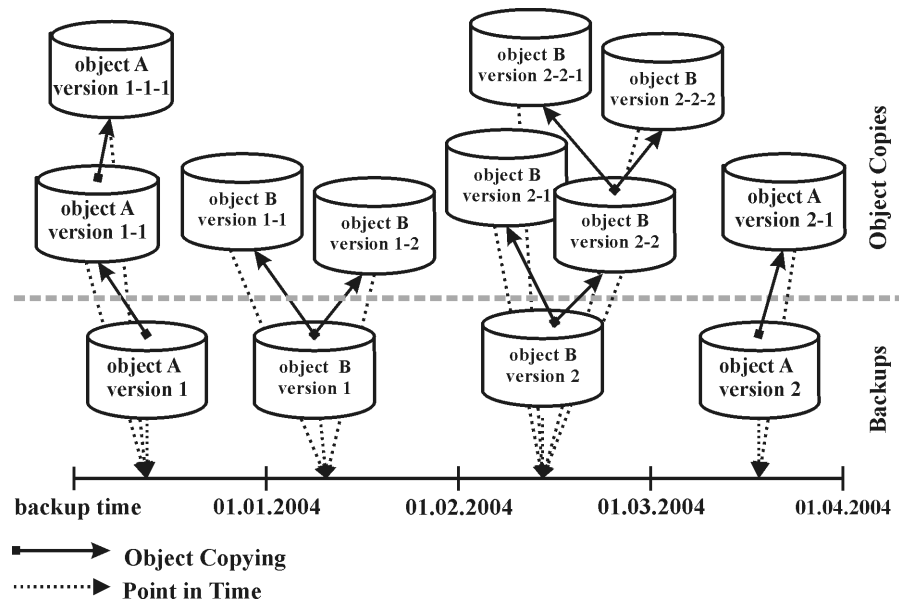 object A
version 1-1-1
object B
version 2-2-1
object B
version 2-2-2
object A
version 1-1
object B
version 1-1
object B
version 1-2
object B
version 2-1
object B
version 2-2
object A
version 2-1
Object Copies
object A
version 1
object B
version 1
object B
version 2
object A
version 2
Backups
backup time
01.01.2004
01.02.2004
01.03.2004
01.04.2004
Object Copying
Point in Time